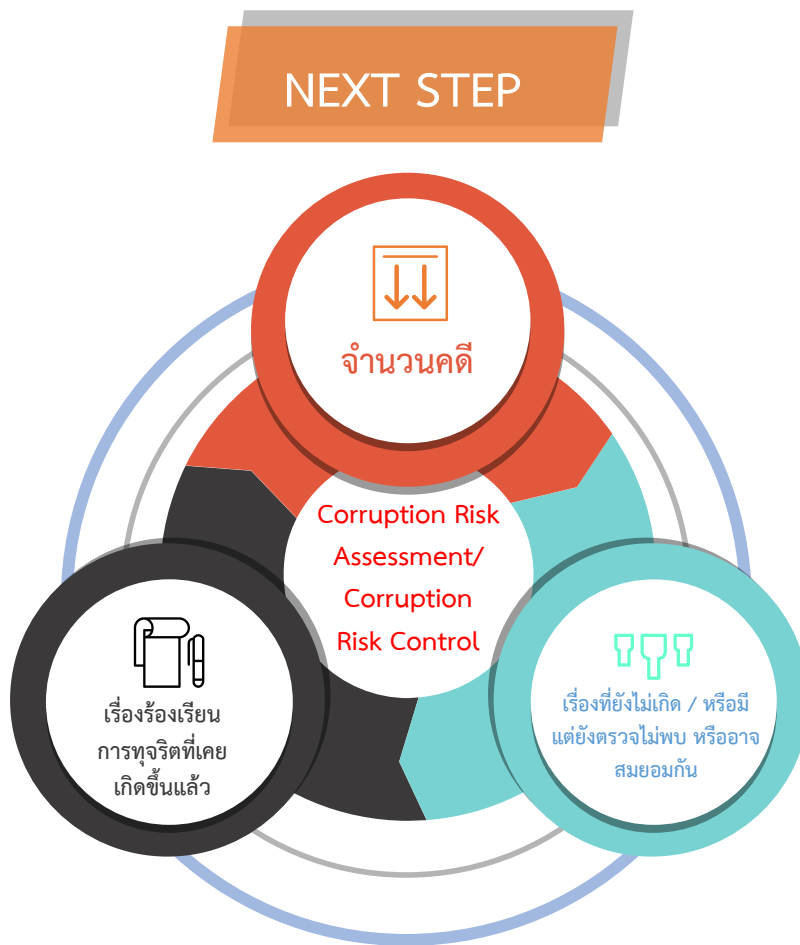 NEXT STEP
จำนวนคดี
Corruption Risk
Assessment/
Corruption
Risk Control
เรื่องร้องเรียน
การทุจริตที่เคย
เกิดขึ้นแล้ว
เรื่องที่ยังไม่เกิด / หรือมี
แต่ยังตรวจไม่พบ หรืออาจ
สมยอมกัน